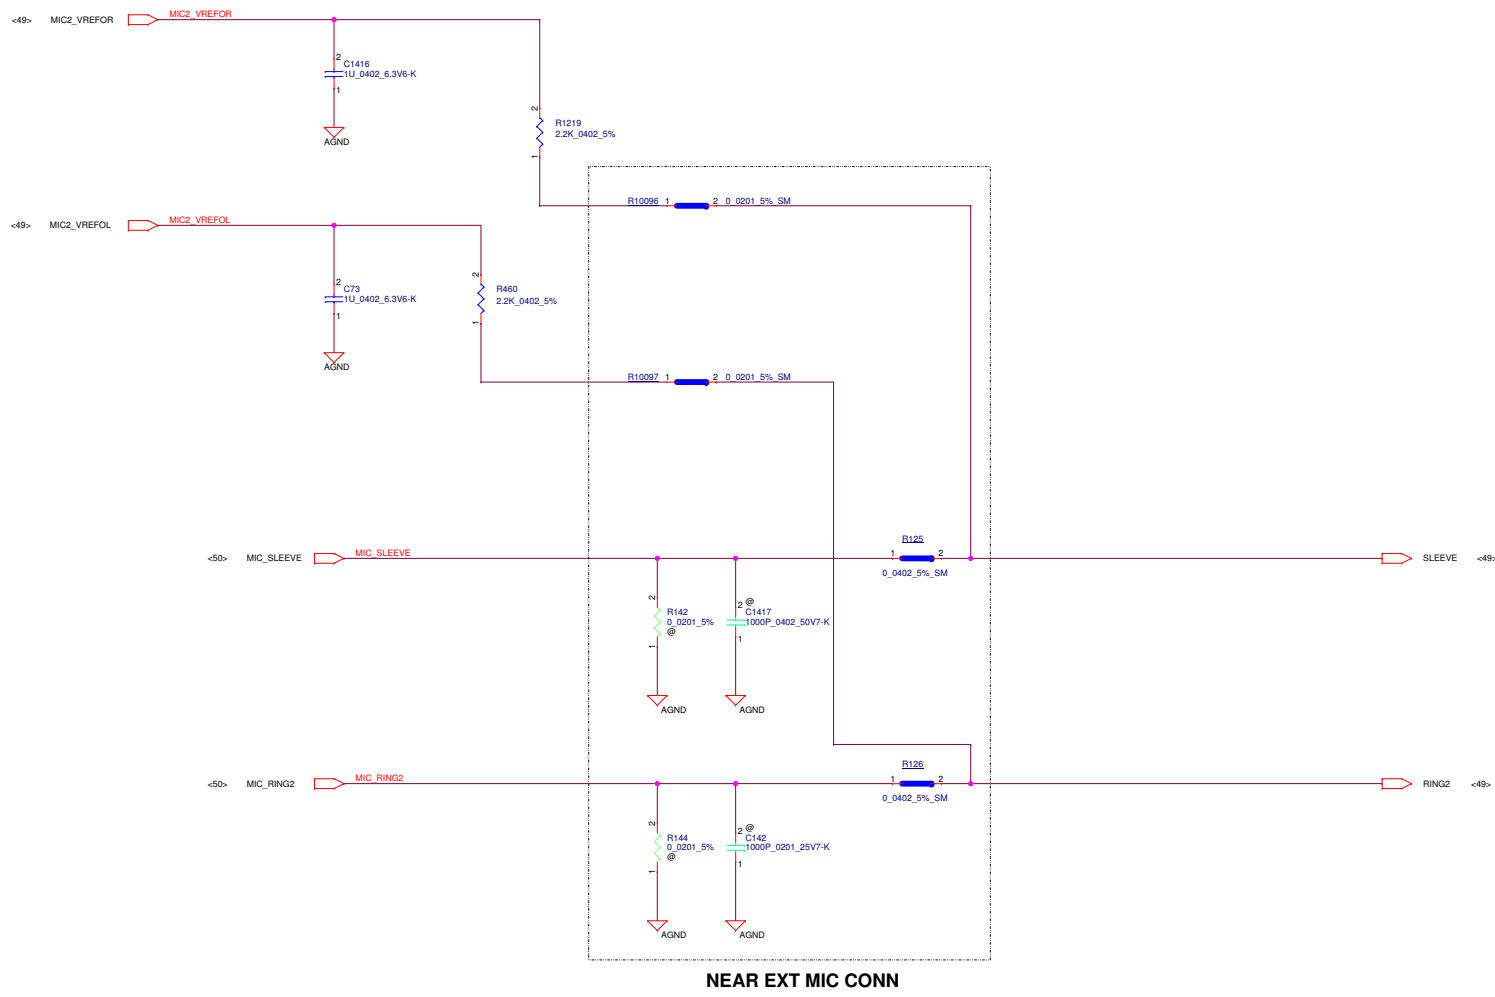 <49> MIC2_VREFOR MIC2_VREFOR
2
C1416
1U_0402_6.3V6-K
1
AGND
2
R1219
2.2K_0402_5%
1
R10096 1 2 0_0201_5%_SM
<49> MIC2_VREFOL MIC2_VREFOL
2
C73
1U_0402_6.3V6-K
1
AGND
2
R460
2.2K_0402_5%
1
R10097 1 2 0_0201_5%_SM
R125
<50> MIC_SLEEVE MIC_SLEEVE 1 2 SLEEVE <49>
0_0402_5%_SM
2
R142
0_0201_5%
@
1
AGND
2 @
C1417
1000P_0402_50V7-K
1
AGND
R126
<50> MIC_RING2 MIC_RING2 1 2 RING2 <49>
0_0402_5%_SM
2
R144
0_0201_5%
@
1
AGND
2 @
C142
1000P_0201_25V7-K
1
AGND
NEAR EXT MIC CONN